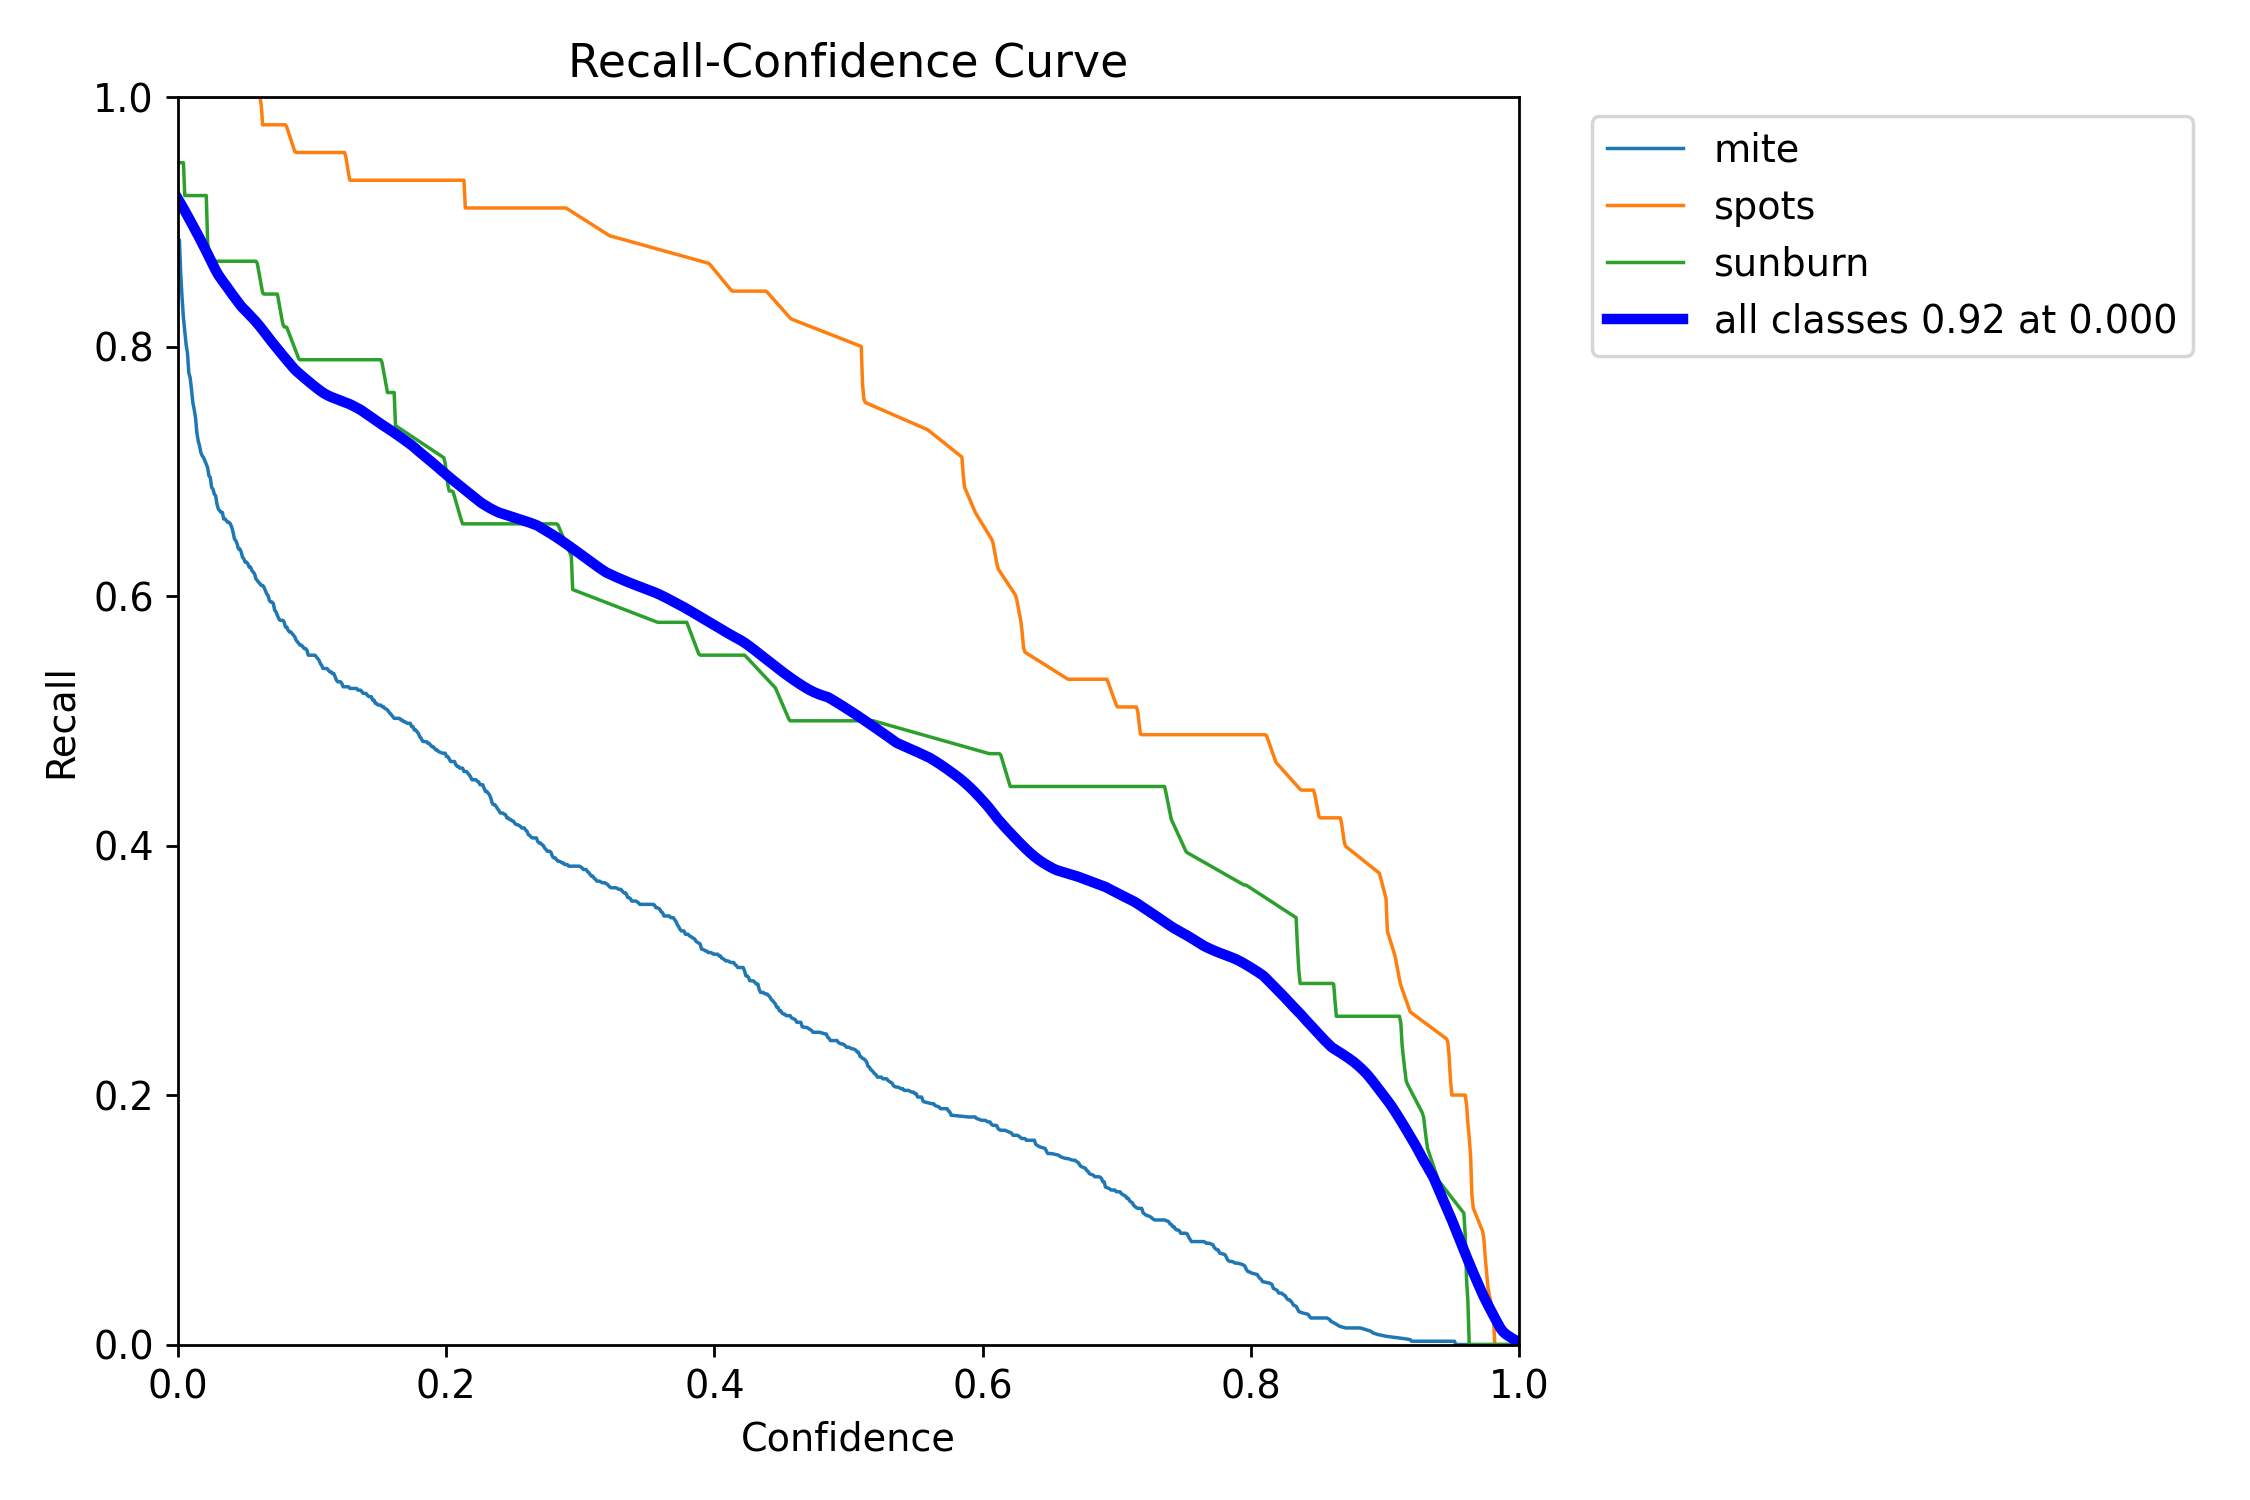 Recall-Confidence Curve
1.0
0.8
0.6
0.4
0.2
0.0
Recall
0.0 0.2 0.4 0.6 0.8 1.0
Confidence
mite
spots
sunburn
all classes 0.92 at 0.000